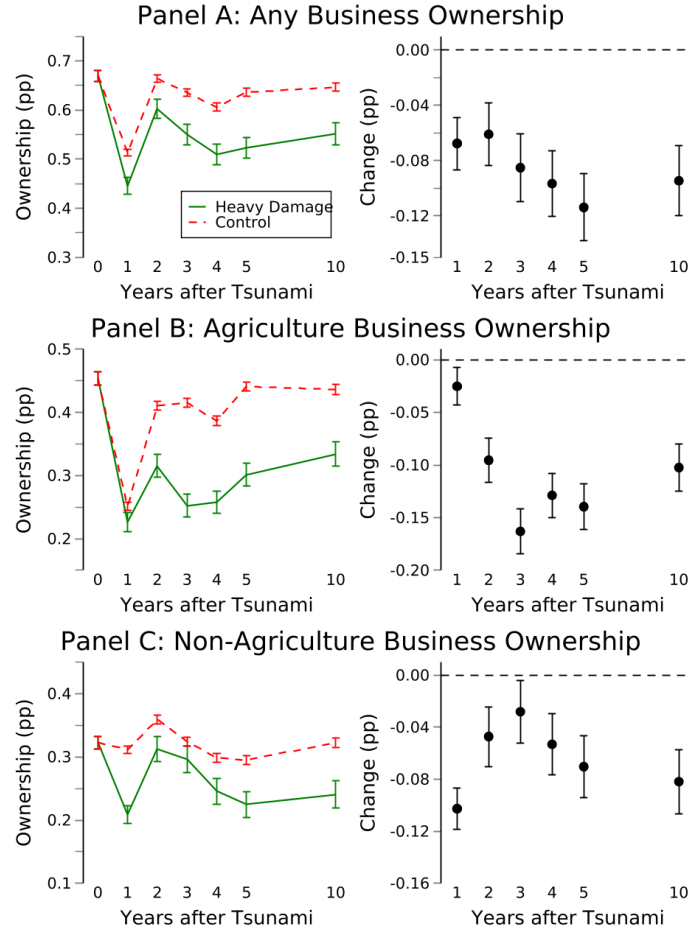 Panel A: Any Business Ownership
Ownership (pp)
0.7
0.6
0.5
0.4
0.3
Heavy Damage
Control
0 1 2 3 4 5 10
Years after Tsunami
Change (pp)
0.00
-0.04
-0.08
-0.12
-0.15
1 2 3 4 5 10
Years after Tsunami
Panel B: Agriculture Business Ownership
Ownership (pp)
0.5
0.4
0.3
0.2
0 1 2 3 4 5 10
Years after Tsunami
Change (pp)
0.00
-0.05
-0.10
-0.15
-0.20
1 2 3 4 5 10
Years after Tsunami
Panel C: Non-Agriculture Business Ownership
Ownership (pp)
0.4
0.3
0.2
0.1
0 1 2 3 4 5 10
Years after Tsunami
Change (pp)
0.00
-0.04
-0.08
-0.12
-0.16
1 2 3 4 5 10
Years after Tsunami